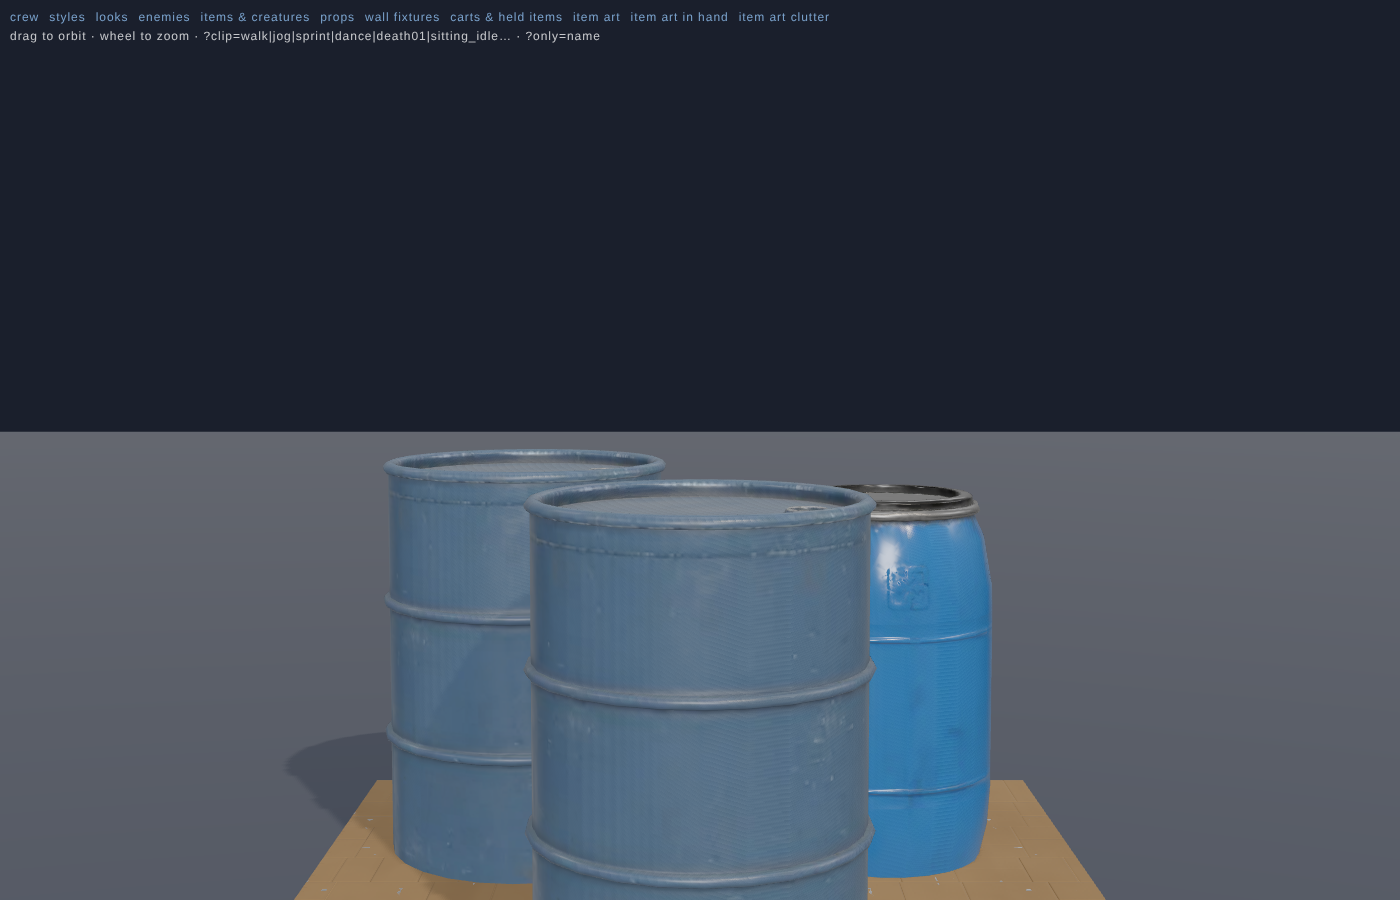 crew styles looks enemies items & creatures props wall fixtures carts & held items item art item art in hand item art clutter
drag to orbit · wheel to zoom · ?clip=walk|jog|sprint|dance|death01|sitting_idle... · ?only=name